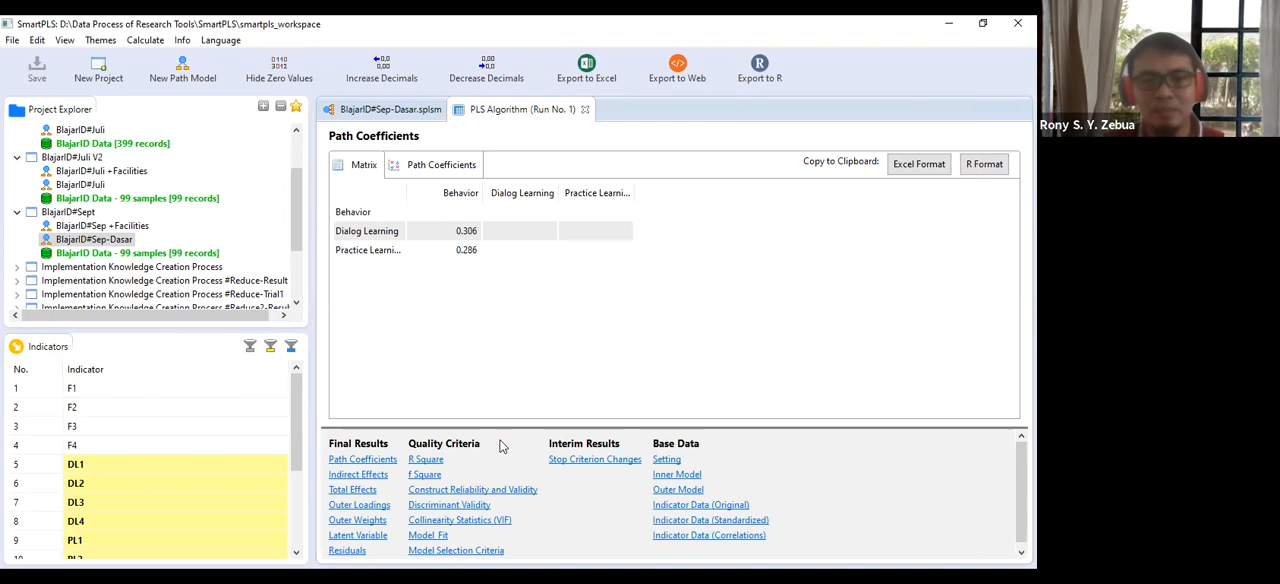 SmartPLS: D:\Data Process of Research Tools\SmartPLS\smartpls_workspace
File Edit View Themes Calculate Info Language
Save New Project New Path Model Hide Zero Values Increase Decimals Decrease Decimals Export to Excel Export to Web Export to R
Project Explorer
BlajarID#Juli
BlajarID Data [399 records]
BlajarID#Juli V2
BlajarID#Juli +Facilities
BlajarID#Juli
BlajarID Data - 99 samples [99 records]
BlajarID#Sept
BlajarID#Sep +Facilities
BlajarID#Sep-Dasar
BlajarID Data - 99 samples [99 records]
Implementation Knowledge Creation Process
Implementation Knowledge Creation Process #Reduce-Result
Implementation Knowledge Creation Process #Reduce-Trial1
Implementation Knowledge Creation Process #Reduce2-Resul
Indicators
No. Indicator
1 F1
2 F2
3 F3
4 F4
5 DL1
6 DL2
7 DL3
8 DL4
9 PL1
10 PL2
BlajarID#Sep-Dasar.splsm PLS Algorithm (Run No. 1)
Path Coefficients
Matrix Path Coefficients Copy to Clipboard: Excel Format R Format
Behavior Dialog Learning Practice Learni...
Behavior
Dialog Learning 0.306
Practice Learni... 0.286
Final Results Quality Criteria Interim Results Base Data
Path Coefficients R Square Stop Criterion Changes Setting
Indirect Effects f Square Inner Model
Total Effects Construct Reliability and Validity Outer Model
Outer Loadings Discriminant Validity Indicator Data (Original)
Outer Weights Collinearity Statistics (VIF) Indicator Data (Standardized)
Latent Variable Model_Fit Indicator Data (Correlations)
Residuals Model Selection Criteria
Rony S. Y. Zebua